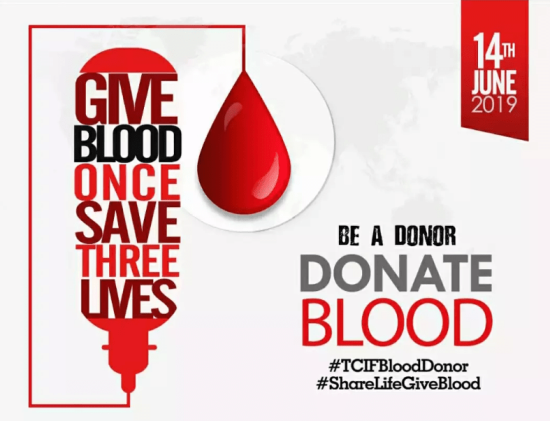 GIVE
BLOOD
ONCE
SAVE
THREE
LIVES
14TH
JUNE
2019
BE A DONOR
DONATE
BLOOD
#TCIFBloodDonor
#ShareLifeGiveBlood